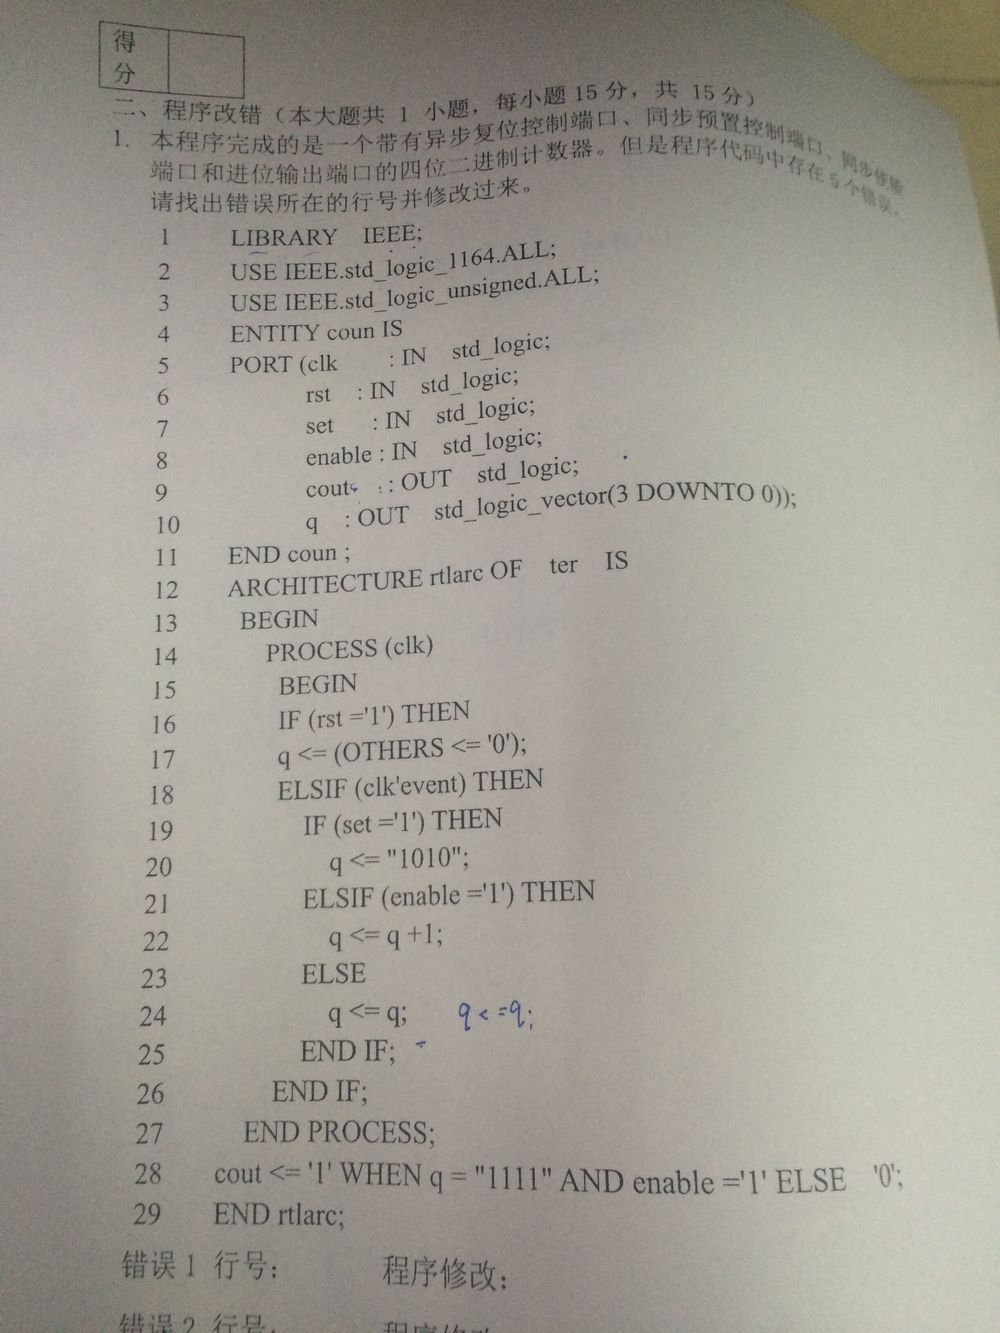 得
分
二、程序改错（本大题共 1 小题，每小题 15 分，共 15 分）
1. 本程序完成的是一个带有异步复位控制端口、同步预置控制端口、同步使能
端口和进位输出端口的四位二进制计数器。但是程序代码中存在 5 个错误，
请找出错误所在的行号并修改过来。
1 LIBRARY IEEE;
2 USE IEEE.std_logic_1164.ALL;
3 USE IEEE.std_logic_unsigned.ALL;
4 ENTITY coun IS
5 PORT (clk : IN std_logic;
6 rst : IN std_logic;
7 set : IN std_logic;
8 enable : IN std_logic;
9 cout : OUT std_logic;
10 q : OUT std_logic_vector(3 DOWNTO 0));
11 END coun ;
12 ARCHITECTURE rtlarc OF ter IS
13 BEGIN
14 PROCESS (clk)
15 BEGIN
16 IF (rst ='1') THEN
17 q <= (OTHERS <= '0');
18 ELSIF (clk'event) THEN
19 IF (set ='1') THEN
20 q <= "1010";
21 ELSIF (enable ='1') THEN
22 q <= q +1;
23 ELSE
24 q <= q; q<=q;
25 END IF;
26 END IF;
27 END PROCESS;
28 cout <= '1' WHEN q = "1111" AND enable ='1' ELSE '0';
29 END rtlarc;
错误 1 行号： 程序修改：
错误 2 行号： 程序修改